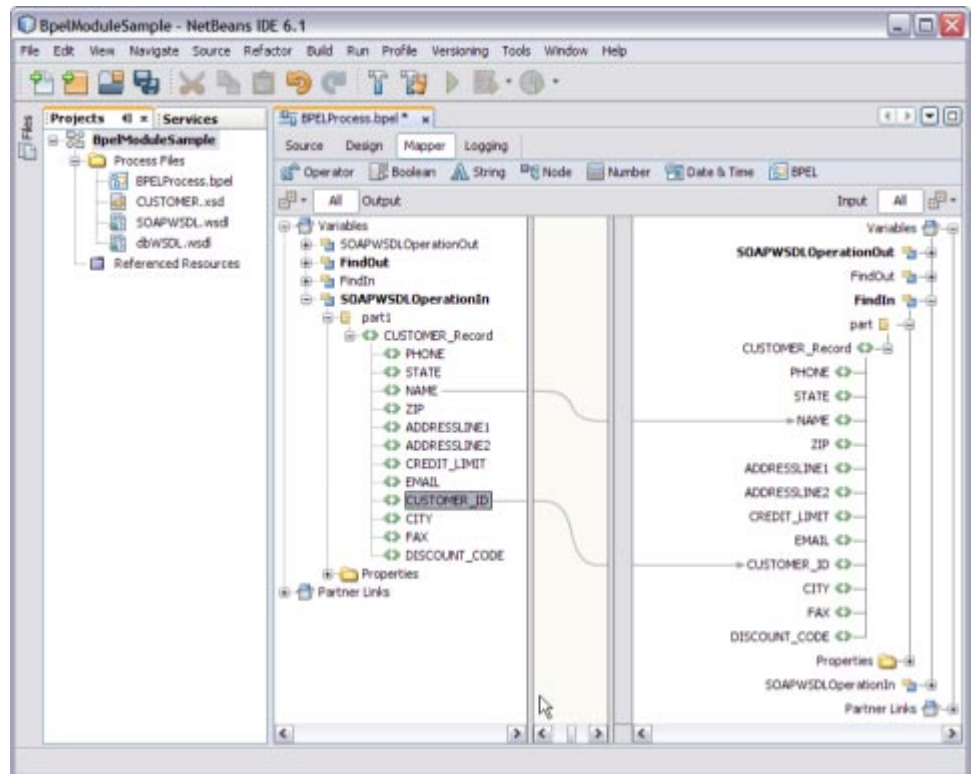 BpelModuleSample - NetBeans IDE 6.1
File Edit View Navigate Source Refactor Build Run Profile Versioning Tools Window Help
Files
Projects Services
BPELProcess.bpel *
BpelModuleSample
Process Files
BPELProcess.bpel
CUSTOMER.xsd
SOAPWSDL.wsdl
dbWSDL.wsdl
Referenced Resources
Source Design Mapper Logging
Operator Boolean String Node Number Date & Time BPEL
All Output
Input All
Variables
SOAPWSDLOperationOut
FindOut
FindIn
SOAPWSDLOperationIn
part1
CUSTOMER_Record
PHONE
STATE
NAME
ZIP
ADDRESSLINE1
ADDRESSLINE2
CREDIT_LIMIT
EMAIL
CUSTOMER_ID
CITY
FAX
DISCOUNT_CODE
Properties
Partner Links
Variables
SOAPWSDLOperationOut
FindOut
FindIn
part
CUSTOMER_Record
PHONE
STATE
NAME
ZIP
ADDRESSLINE1
ADDRESSLINE2
CREDIT_LIMIT
EMAIL
CUSTOMER_ID
CITY
FAX
DISCOUNT_CODE
Properties
SOAPWSDLOperationIn
Partner Links